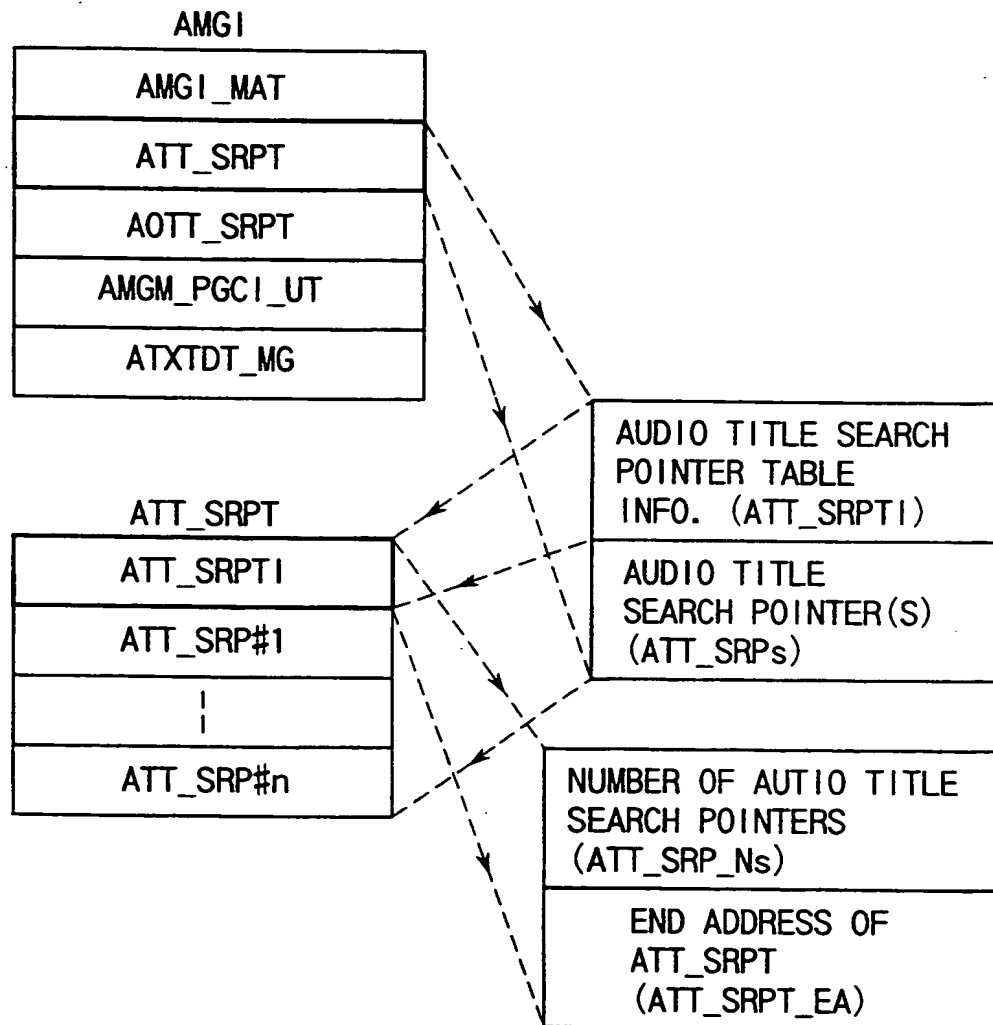 AMGI
AMGI_MAT
ATT_SRPT
AOTT_SRPT
AMGM_PGCI_UT
ATXTDT_MG
AUDIO TITLE SEARCH
POINTER TABLE
INFO. (ATT_SRPTI)
AUDIO TITLE
SEARCH POINTER(S)
(ATT_SRPs)
ATT_SRPT
ATT_SRPTI
ATT_SRP#1
ATT_SRP#n
NUMBER OF AUTIO TITLE
SEARCH POINTERS
(ATT_SRP_Ns)
END ADDRESS OF
ATT_SRPT
(ATT_SRPT_EA)